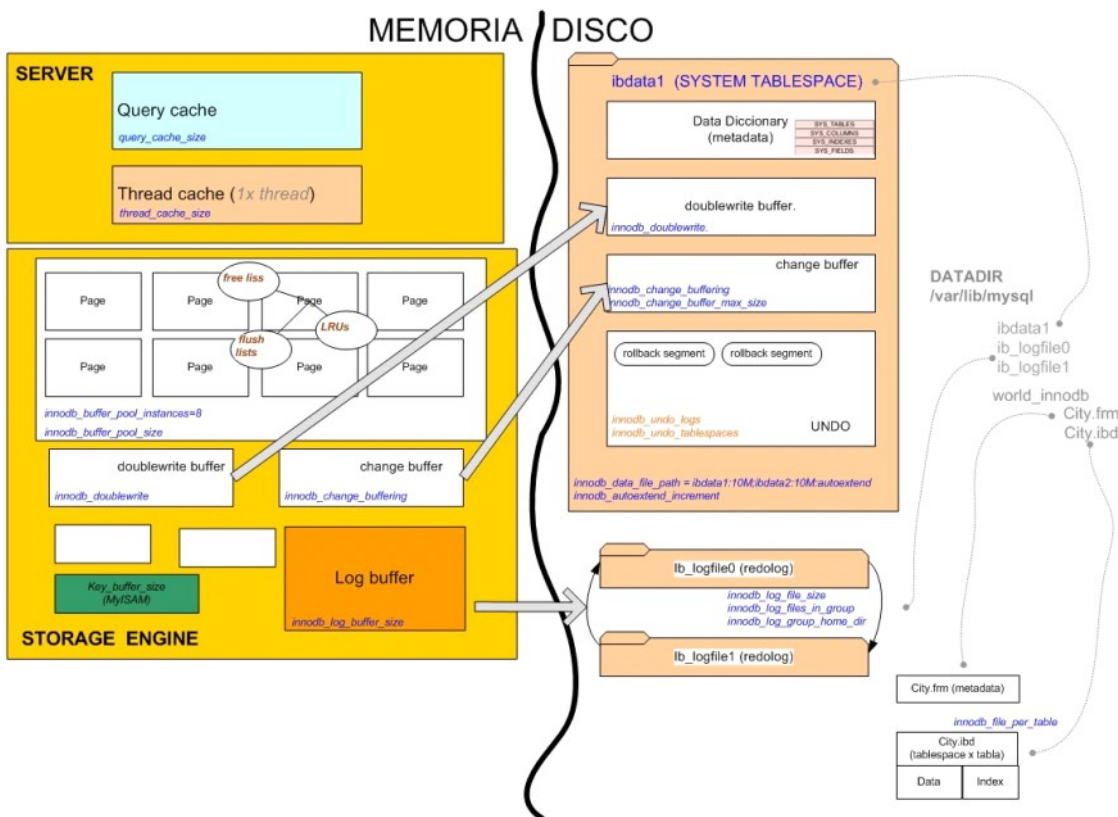 MEMORIA
DISCO
SERVER
Query cache
query_cache_size
Thread cache (1x thread)
thread_cache_size
Page
Page
Page
Page
Page
Page
Page
Page
free liss
LRUs
flush
lists
innodb_buffer_pool_instances=8
innodb_buffer_pool_size
doublewrite buffer
innodb_doublewrite
change buffer
innodb_change_buffering
Key_buffer_size
(MyISAM)
Log buffer
innodb_log_buffer_size
STORAGE ENGINE
ibdata1 (SYSTEM TABLESPACE)
Data Diccionary
(metadata)
SYS_TABLES
SYS_COLUMNS
SYS_INDEXES
SYS_FIELDS
doublewrite buffer.
innodb_doublewrite.
change buffer
innodb_change_buffering
innodb_change_buffer_max_size
rollback segment
rollback segment
innodb_undo_logs
innodb_undo_tablespaces
UNDO
innodb_data_file_path = ibdata1:10M;ibdata2:10M:autoextend
innodb_autoextend_increment
Ib_logfile0 (redolog)
innodb_log_file_size
innodb_log_files_in_group
innodb_log_group_home_dir
Ib_logfile1 (redolog)
DATADIR
/var/lib/mysql
ibdata1
ib_logfile0
ib_logfile1
world_innodb
City.frm
City.ibd
City.frm (metadata)
innodb_file_per_table
City.ibd
(tablespace x tabla)
Data
Index